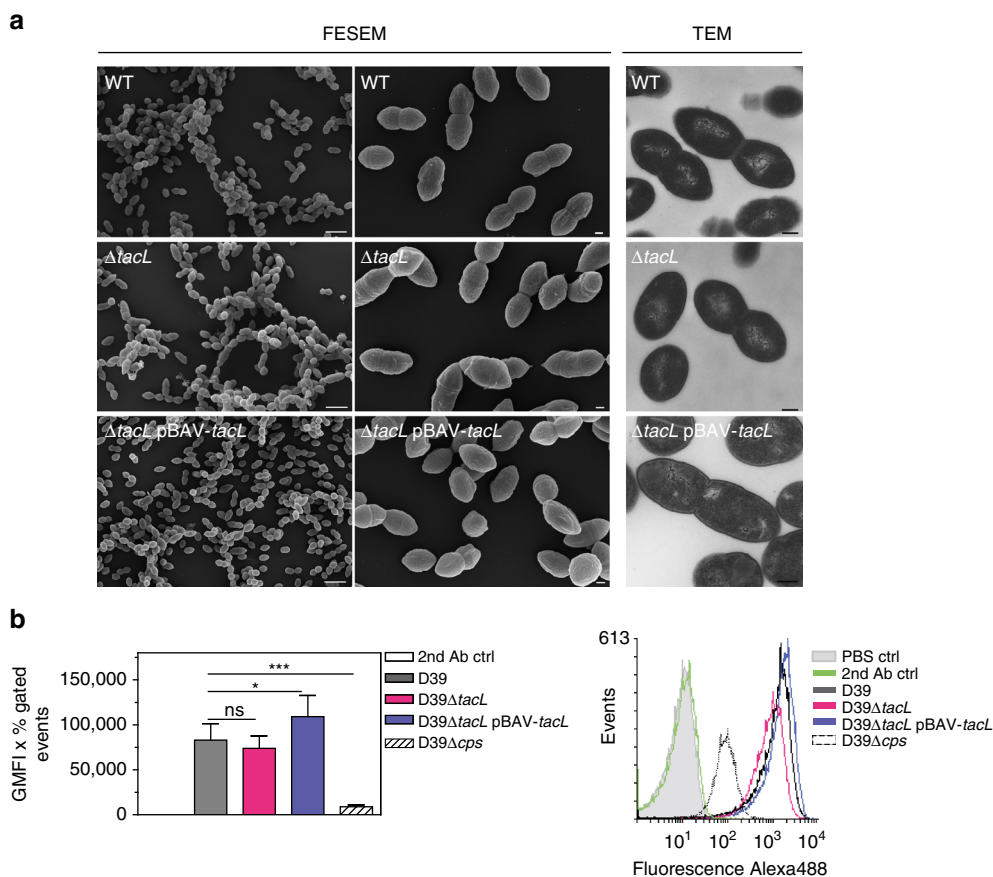 a
FESEM
TEM
WT
WT
WT
ΔtacL
ΔtacL
ΔtacL
ΔtacL pBAV-tacL
ΔtacL pBAV-tacL
ΔtacL pBAV-tacL
b
GMFI x % gated
events
150,000
100,000
50,000
0
***
*
ns
2nd Ab ctrl
D39
D39ΔtacL
D39ΔtacL pBAV-tacL
D39Δcps
613
Events
10¹ 10² 10³ 10⁴
Fluorescence Alexa488
PBS ctrl
2nd Ab ctrl
D39
D39ΔtacL
D39ΔtacL pBAV-tacL
D39Δcps